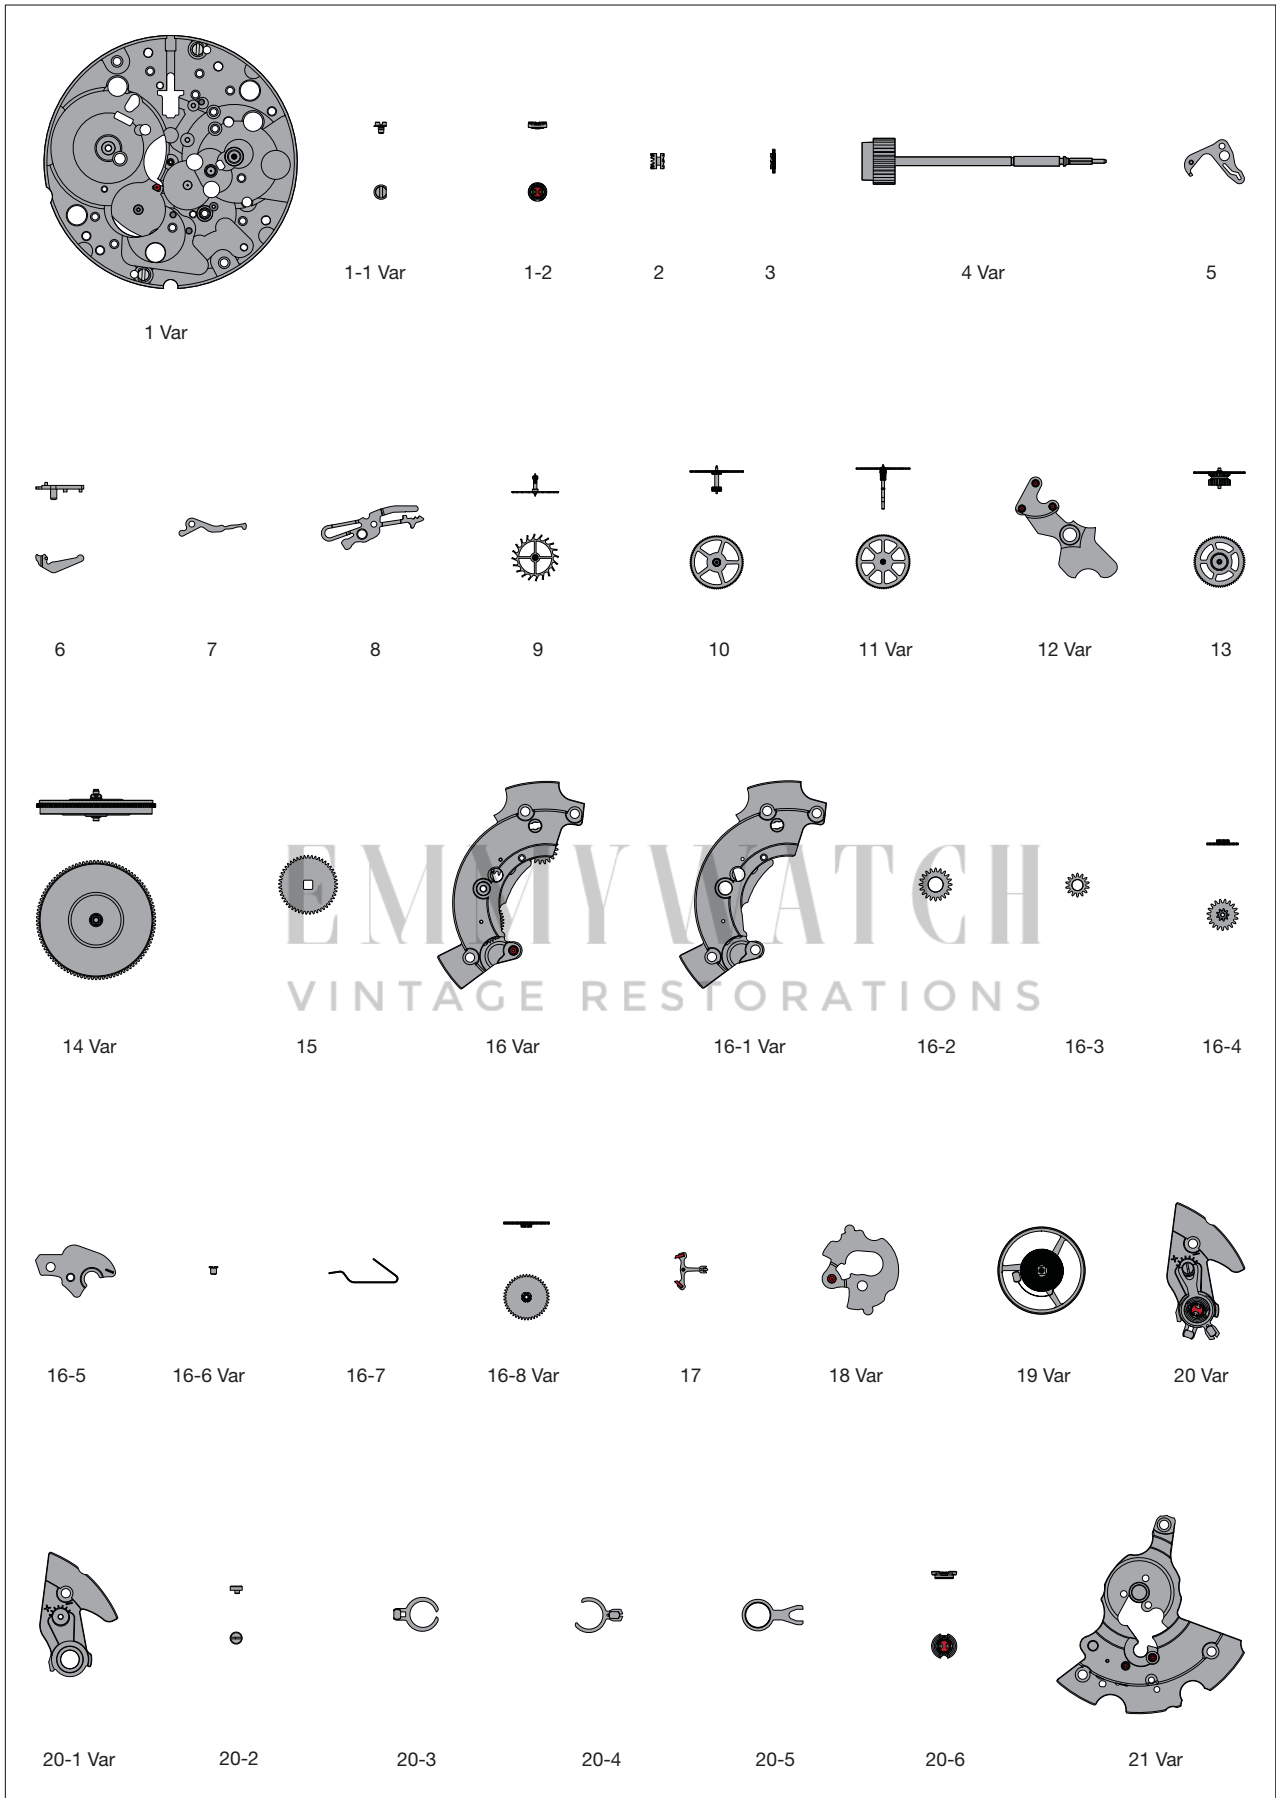 1-1 Var
1-2
2
3
4 Var
5
1 Var
6
7
8
9
10
11 Var
12 Var
13
EMMYWATCH
VINTAGE RESTORATIONS
14 Var
15
16 Var
16-1 Var
16-2
16-3
16-4
16-5
16-6 Var
16-7
16-8 Var
17
18 Var
19 Var
20 Var
20-1 Var
20-2
20-3
20-4
20-5
20-6
21 Var